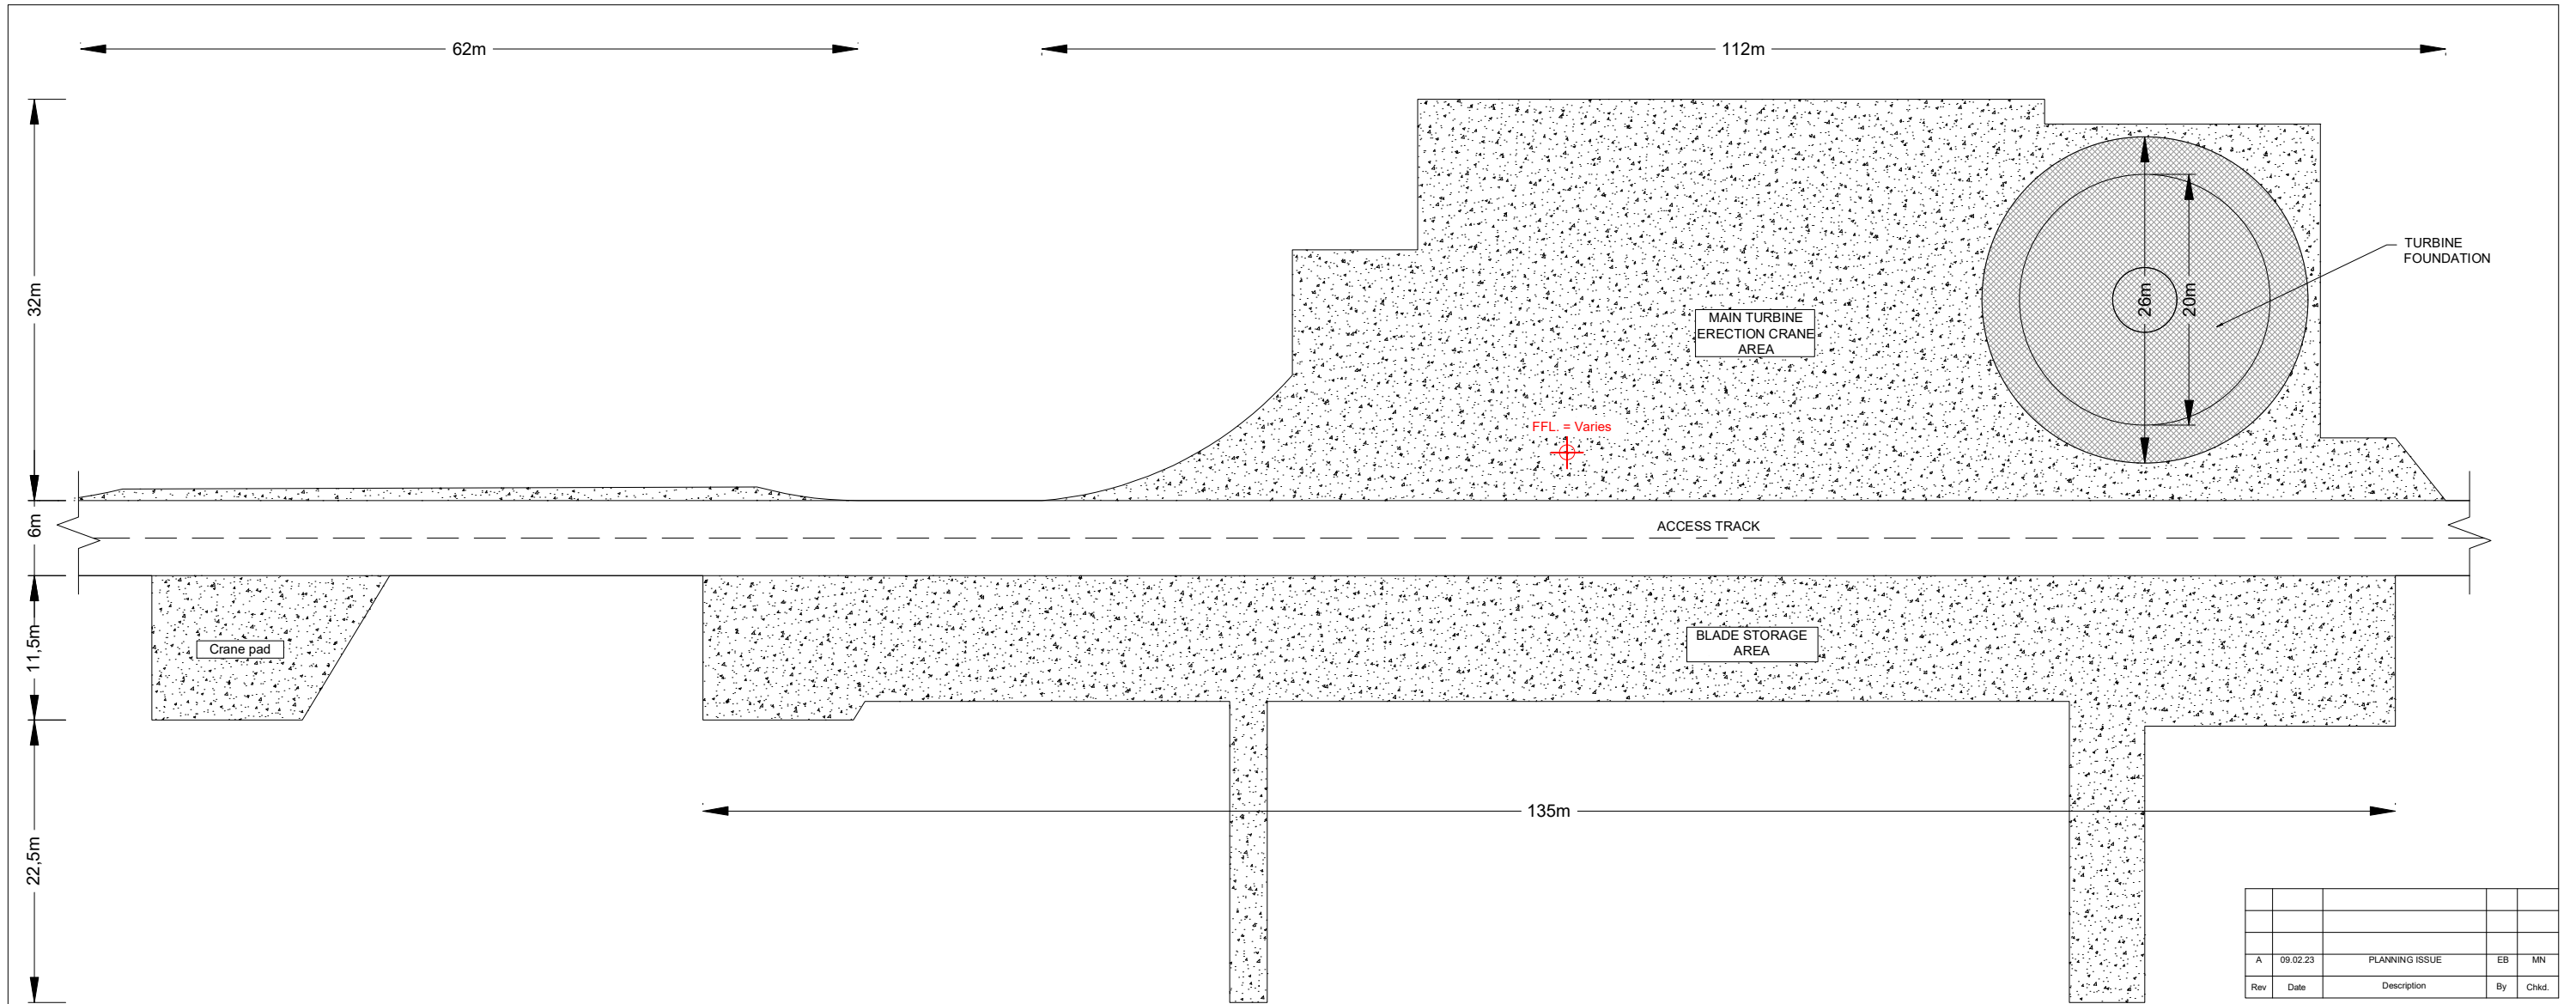 62m
112m
32m
TURBINE
FOUNDATION
26m
20m
MAIN TURBINE
ERECTION CRANE
AREA
FFL. = Varies
6m
ACCESS TRACK
11,5m
Crane pad
BLADE STORAGE
AREA
135m
22,5m
A 09.02.23 PLANNING ISSUE EB MN
Rev Date Description By Chkd.